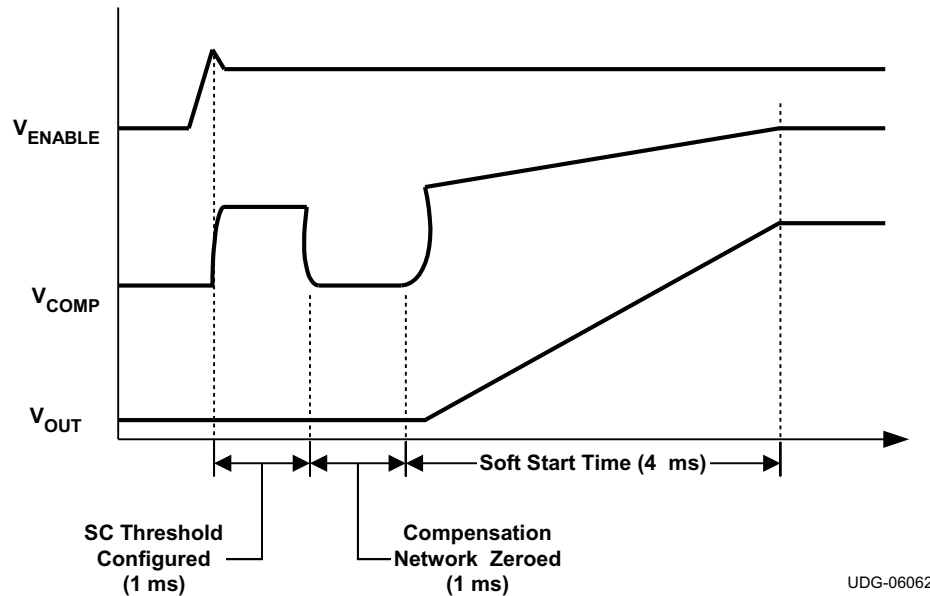 VENABLE
VCOMP
VOUT
Soft Start Time (4 ms)
SC Threshold
Configured
(1 ms)
Compensation
Network Zeroed
(1 ms)
UDG-06062